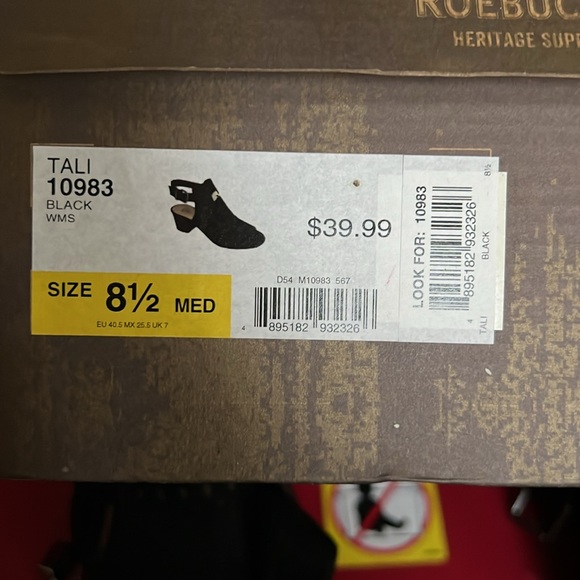 ROEBUC
HERITAGE SUPP
TALI
10983
BLACK
WMS
$39.99
SIZE 8½ MED
EU 40.5 MX 25.5 UK 7
D54 M10983 567
4 895182 932326
LOOK FOR: 10983
4 895182 932326
TALI BLACK 8½